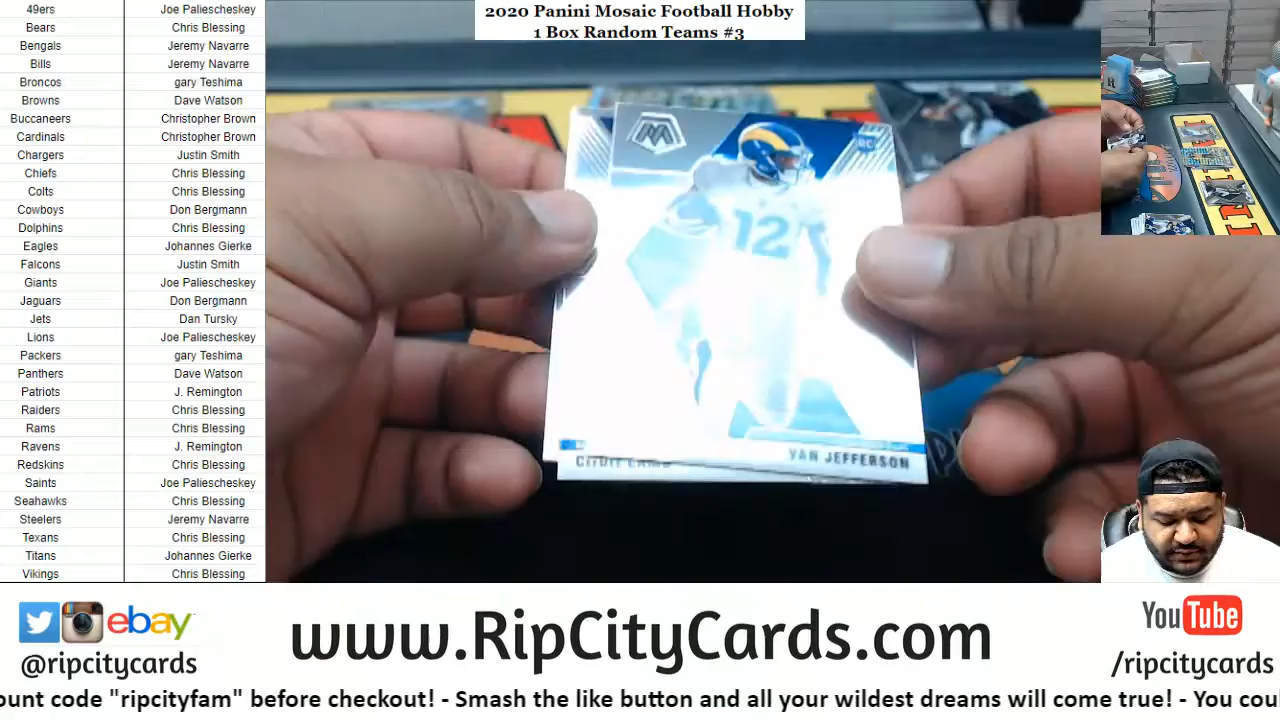 49ers Joe Paliescheskey
Bears Chris Blessing
Bengals Jeremy Navarre
Bills Jeremy Navarre
Broncos gary Teshima
Browns Dave Watson
Buccaneers Christopher Brown
Cardinals Christopher Brown
Chargers Justin Smith
Chiefs Chris Blessing
Colts Chris Blessing
Cowboys Don Bergmann
Dolphins Chris Blessing
Eagles Johannes Gierke
Falcons Justin Smith
Giants Joe Paliescheskey
Jaguars Don Bergmann
Jets Dan Tursky
Lions Joe Paliescheskey
Packers gary Teshima
Panthers Dave Watson
Patriots J. Remington
Raiders Chris Blessing
Rams Chris Blessing
Ravens J. Remington
Redskins Chris Blessing
Saints Joe Paliescheskey
Seahawks Chris Blessing
Steelers Jeremy Navarre
Texans Chris Blessing
Titans Johannes Gierke
Vikings Chris Blessing
2020 Panini Mosaic Football Hobby
1 Box Random Teams #3
RC
12
VAN JEFFERSON
ebay
@ripcitycards
www.RipCityCards.com
YouTube
/ripcitycards
ount code "ripcityfam" before checkout! - Smash the like button and all your wildest dreams will come true! - You cou